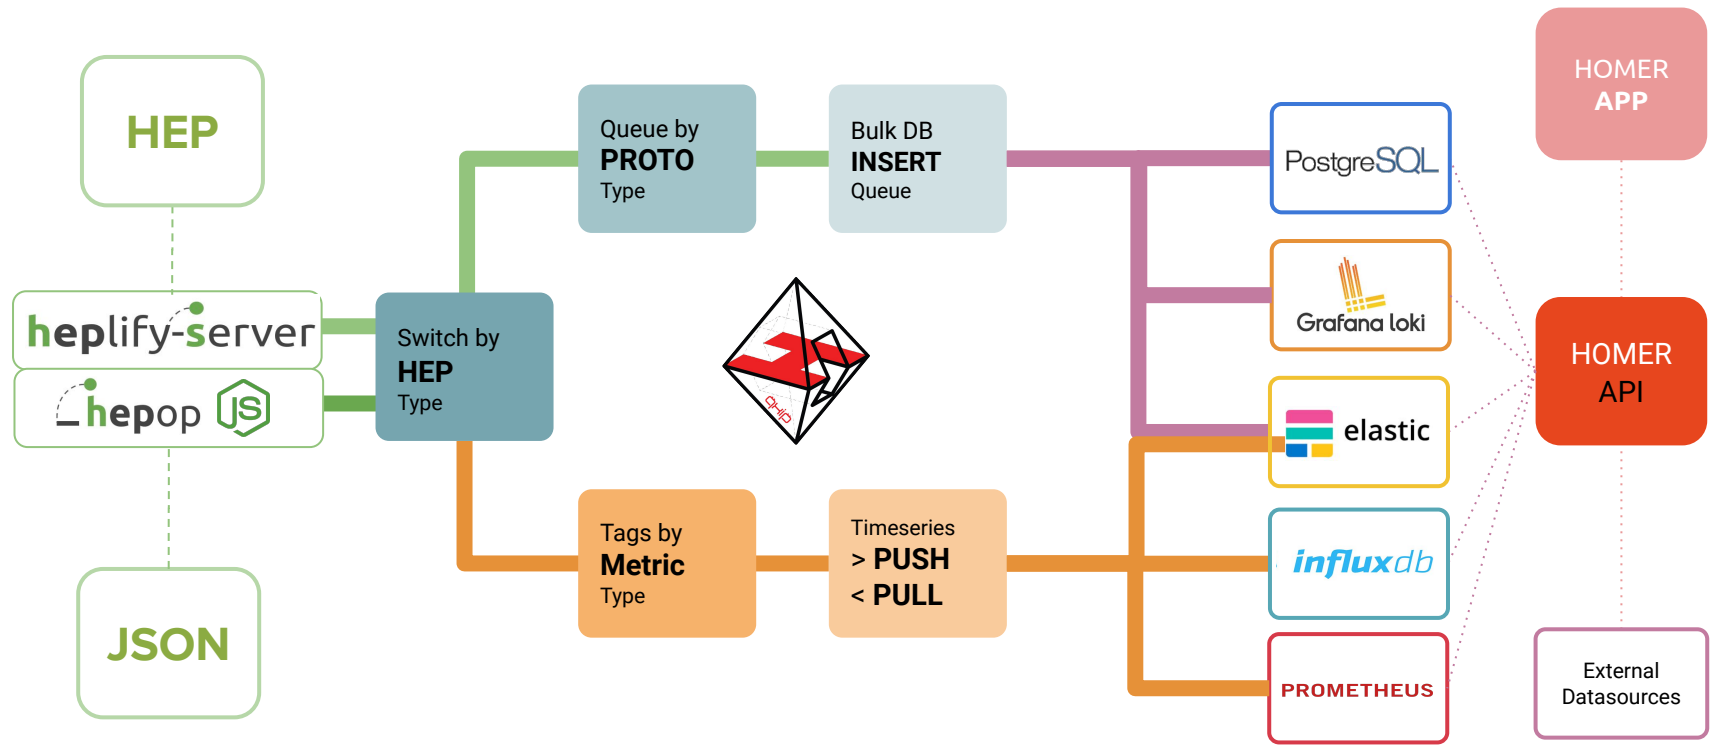 HEP
heplify-server
hepop JS
JSON
Switch by
HEP
Type
Queue by
PROTO
Type
Bulk DB
INSERT
Queue
qxip
Tags by
Metric
Type
Timeseries
> PUSH
< PULL
PostgreSQL
Grafana loki
elastic
influxdb
PROMETHEUS
HOMER
APP
HOMER
API
External
Datasources